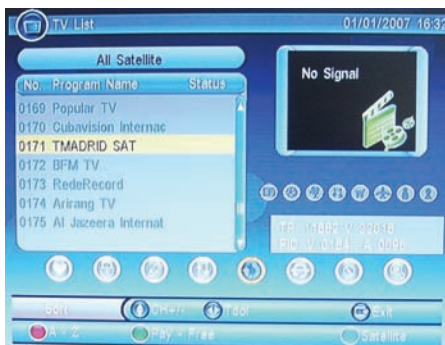 TV List
01/01/2007 16:32
All Satellite
No. Program Name Status
No Signal
0169 Popular TV
0170 Cubavision Internac
0171 TMADRID SAT
0172 BFM TV
0173 RedeRecord
0174 Arirang TV
0175 Al Jazeera Internat
Sort CH+/- Tool Exit
A - Z Pay - Free Satellite